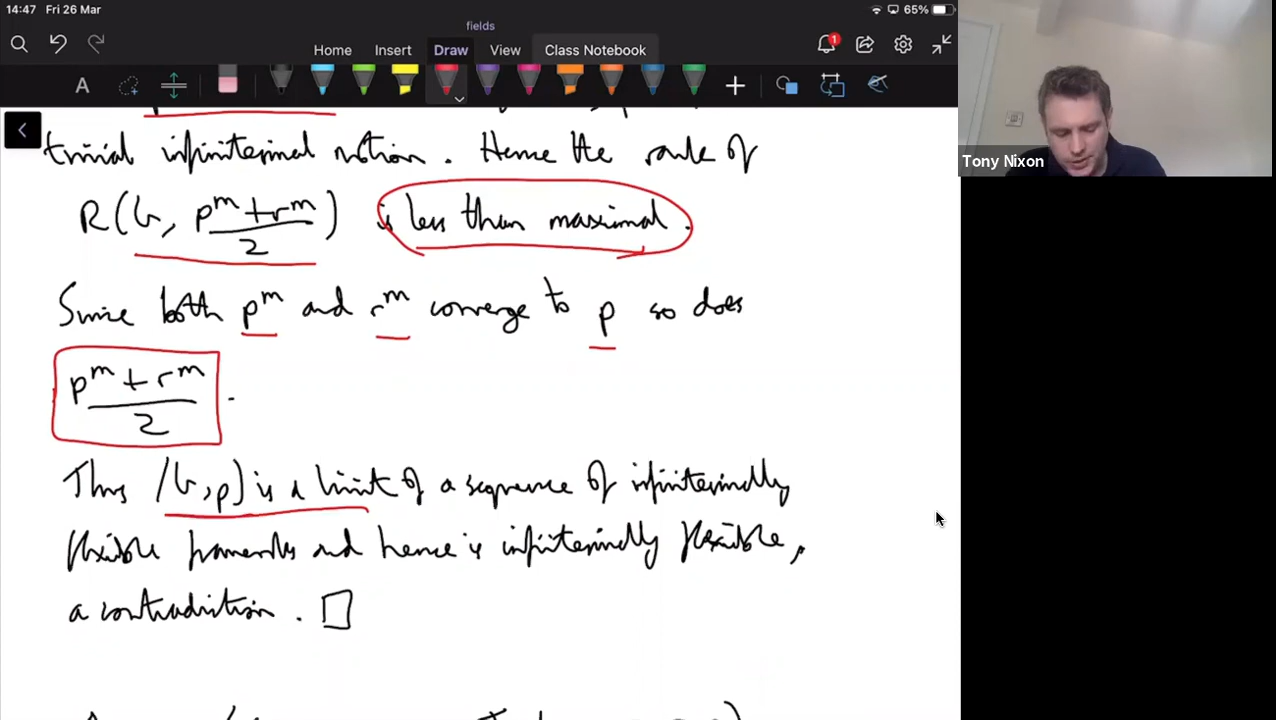 14:47 Fri 26 Mar
65%
fields
Home Insert Draw View Class Notebook
1
A
Tony Nixon
trivial infinitesimal motion. Hence the rank of
R(G, p^m + r^m / 2) is less than maximal.
Since both p^m and r^m converge to p so does
p^m + r^m / 2 .
Thus (G, p) is a limit of a sequence of infinitesimally
flexible frameworks and hence is infinitesimally flexible,
a contradiction. □